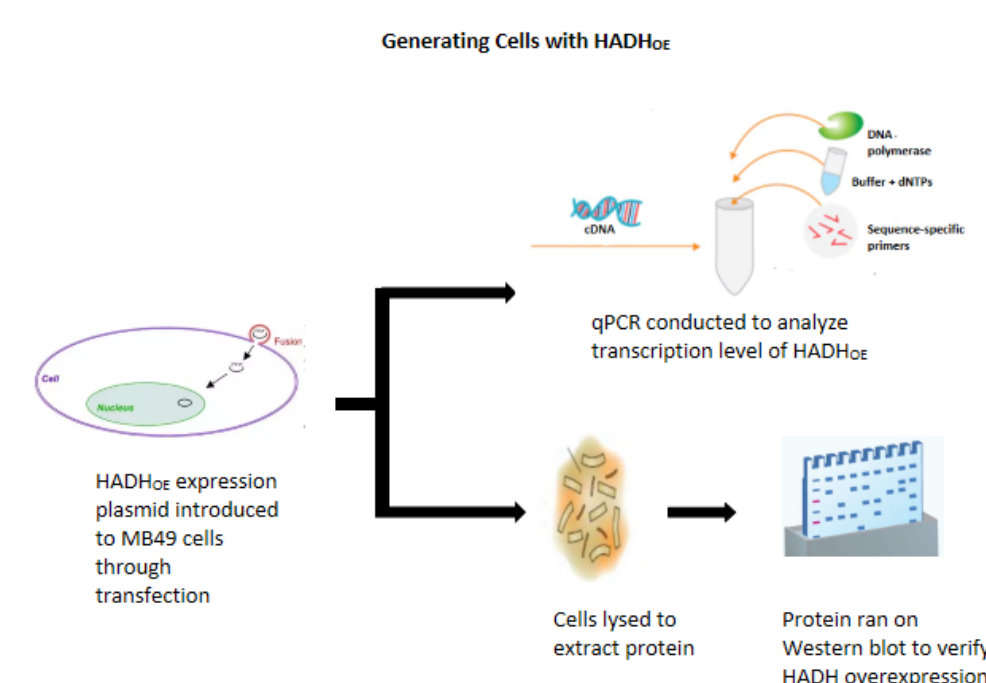 Generating Cells with HADHOE
DNA
polymerase
Buffer + dNTPs
cDNA
Sequence-specific
primers
qPCR conducted to analyze
transcription level of HADHOE
Fusion
Cell
Nucleus
HADHOE expression
plasmid introduced
to MB49 cells
through
transfection
Cells lysed to
extract protein
Protein ran on
Western blot to verify
HADH overexpression